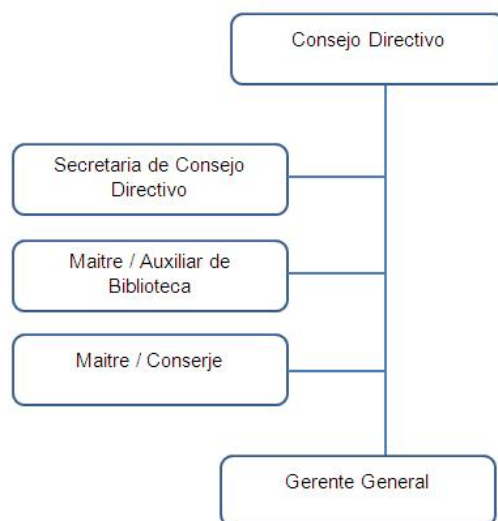 Consejo Directivo
Secretaria de Consejo
Directivo
Maitre / Auxiliar de
Biblioteca
Maitre / Conserje
Gerente General